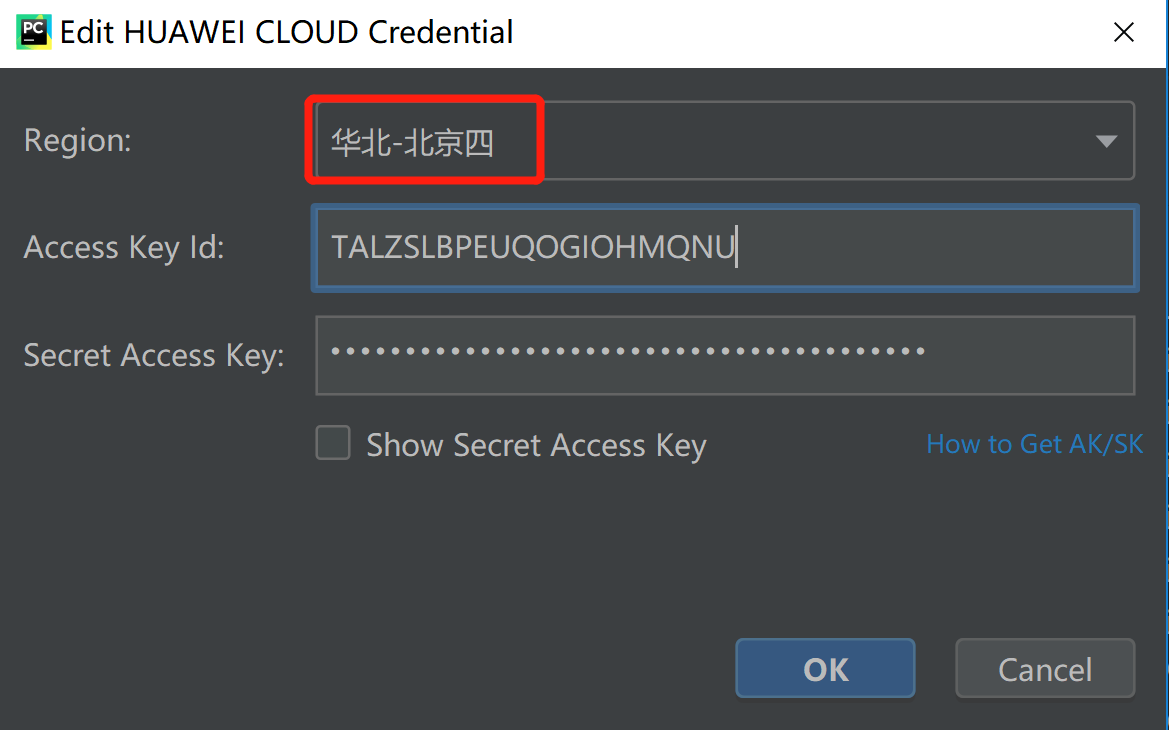 PC
Edit HUAWEI CLOUD Credential
Region:
华北-北京四
Access Key Id:
TALZSLBPEUQOGIOHMQNU
Secret Access Key:
••••••••••••••••••••••••••••••••••••••••
Show Secret Access Key
How to Get AK/SK
OK
Cancel